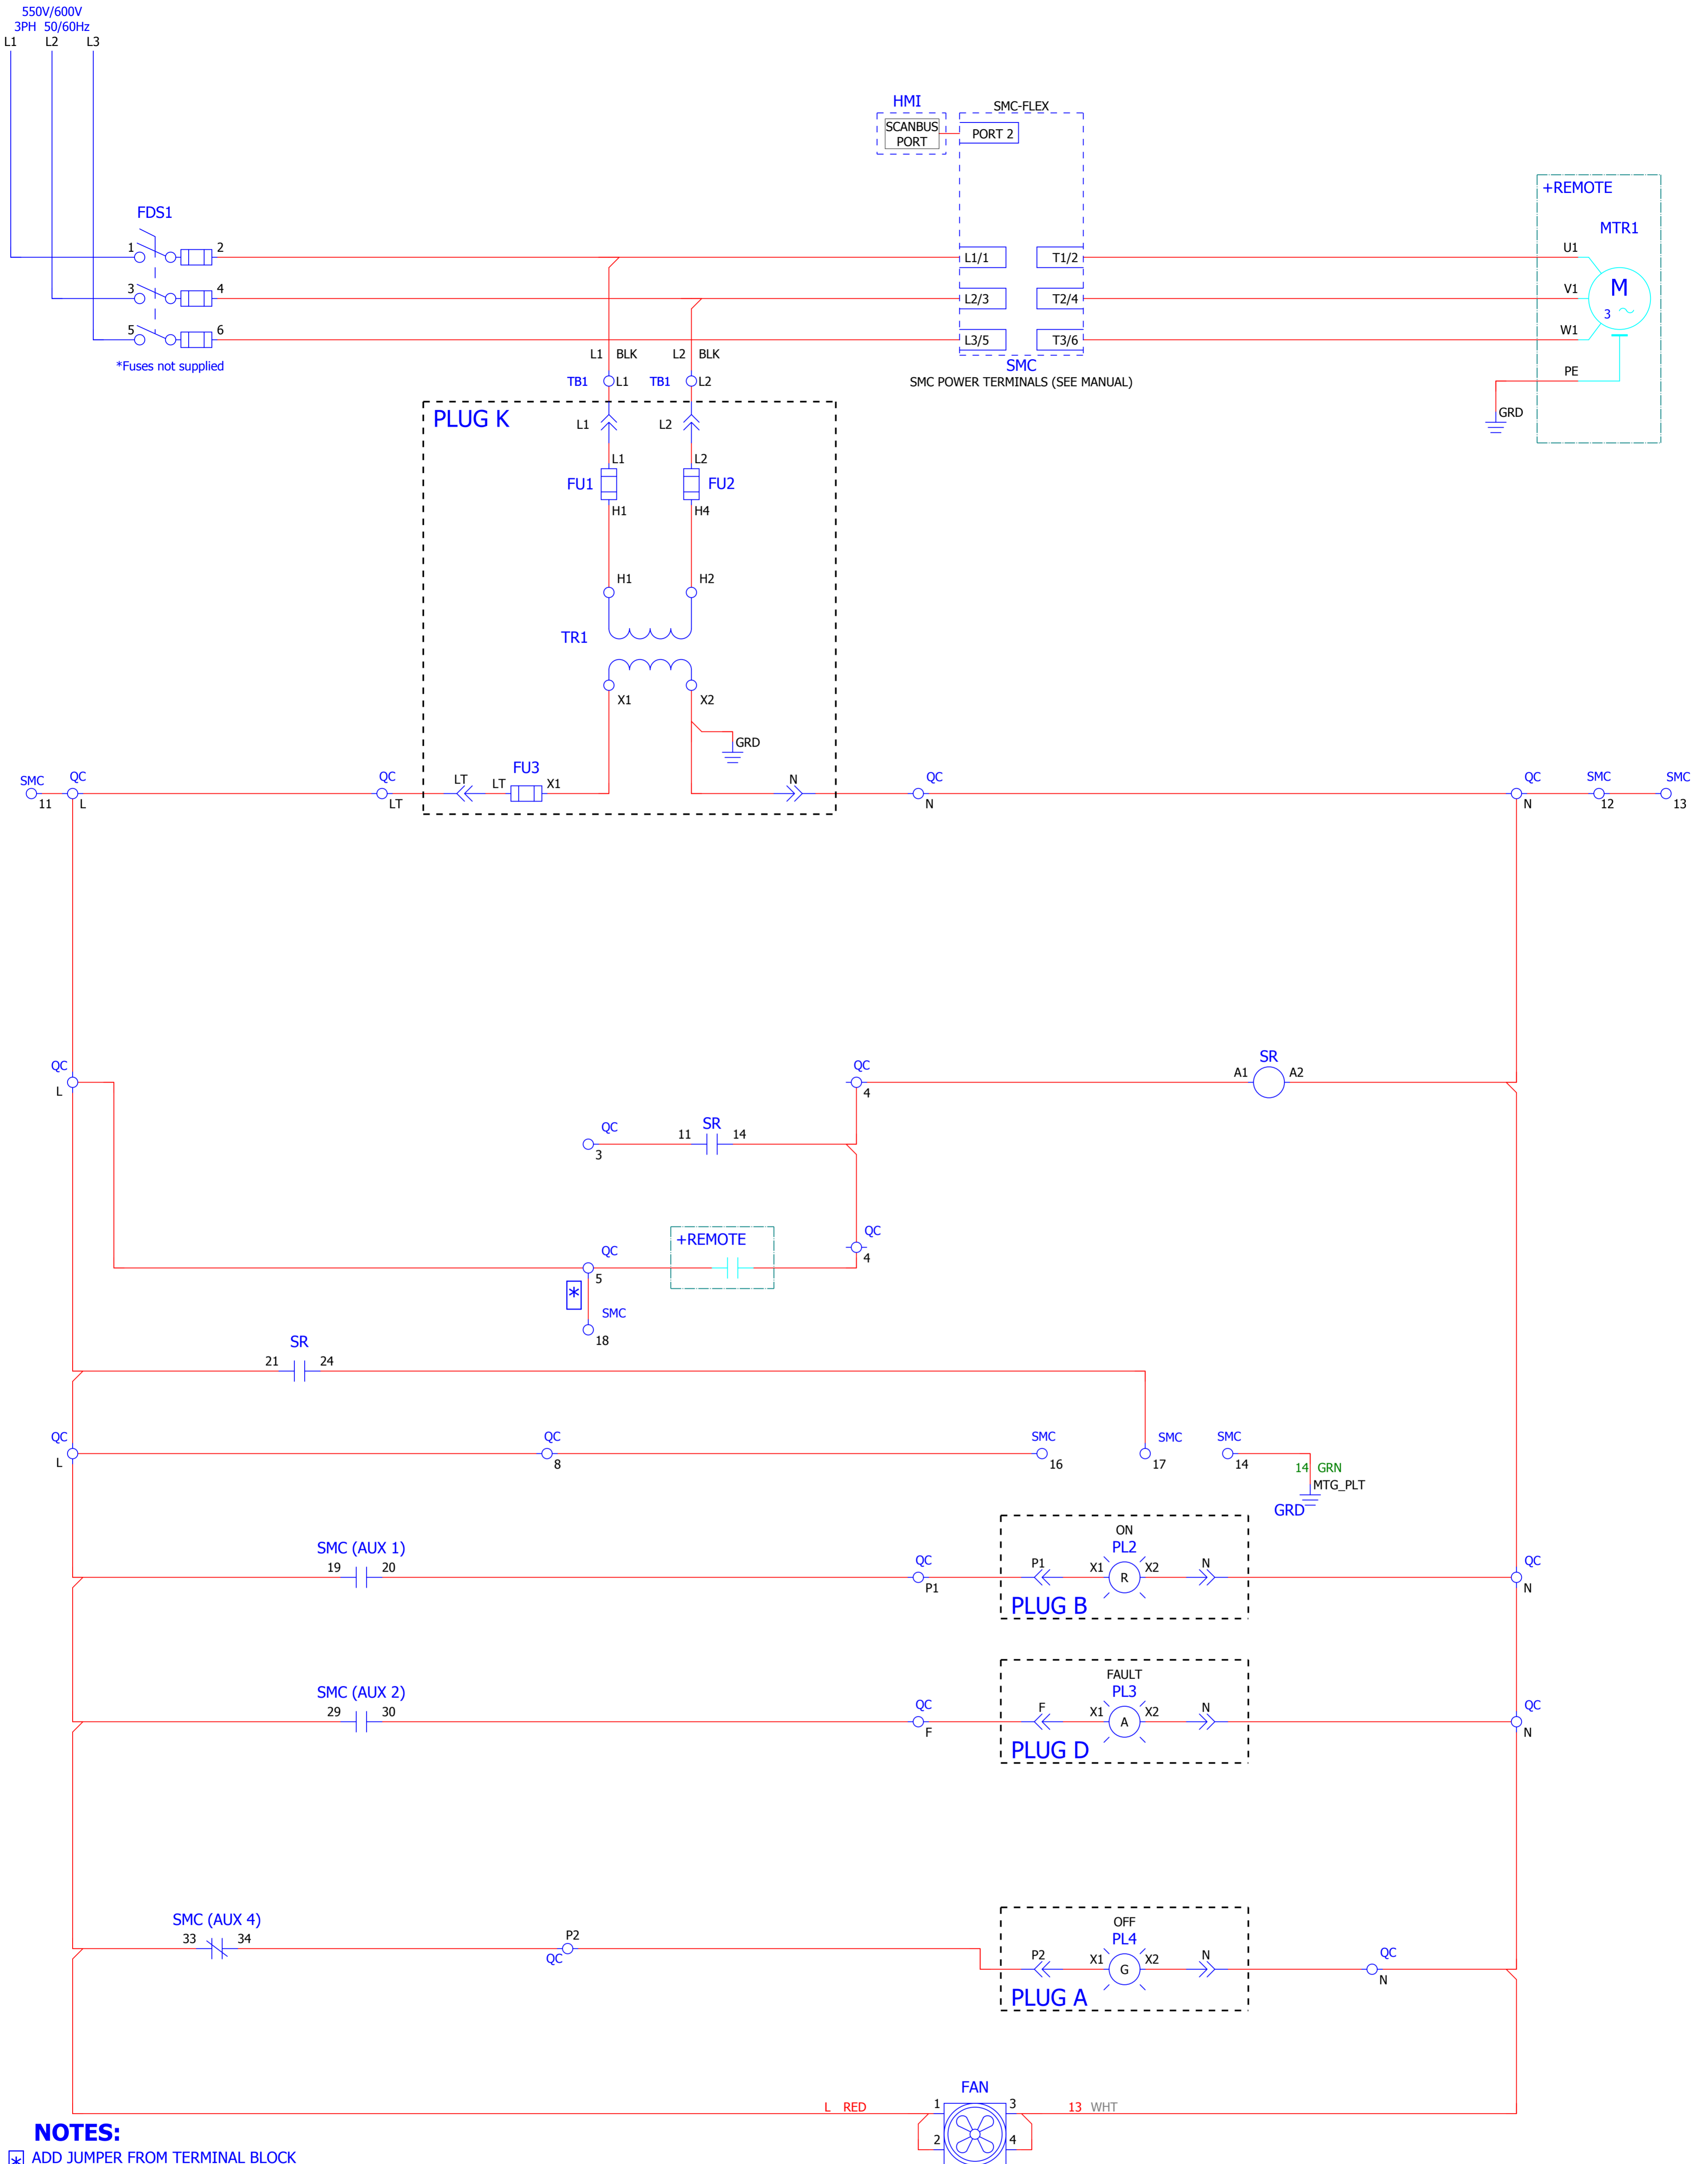 550V/600V
3PH 50/60Hz
L1 L2 L3
HMI
SMC-FLEX
SCANBUS
PORT
PORT 2
+REMOTE
MTR1
FDS1
1 2
L1/1 T1/2
U1
3 4
L2/3 T2/4
V1
M
3
5 6
L3/5 T3/6
W1
*Fuses not supplied
L1 BLK L2 BLK
SMC
SMC POWER TERMINALS (SEE MANUAL)
PE
TB1 L1 TB1 L2
GRD
PLUG K
L1 L2
L1 L2
FU1 FU2
H1 H4
H1 H2
TR1
X1 X2
GRD
SMC QC QC LT LT FU3 X1 N QC QC SMC SMC
11 L LT N N 12 13
QC QC SR
L 4 A1 A2
QC 11 SR 14
3
+REMOTE QC
QC 4
5
* SMC
18
SR
21 24
QC QC SMC SMC SMC
L 8 16 17 14
14 GRN
MTG_PLT
GRD
SMC (AUX 1) ON
19 20 QC P1 PL2 N QC
X1 R X2
P1 N
PLUG B
SMC (AUX 2) FAULT
29 30 QC F PL3 N QC
X1 A X2
F N
PLUG D
SMC (AUX 4) OFF
33 34 P2 P2 PL4 N QC
QC X1 G X2
N
PLUG A
FAN
L RED 1 3 13 WHT
2 4
NOTES:
* ADD JUMPER FROM TERMINAL BLOCK